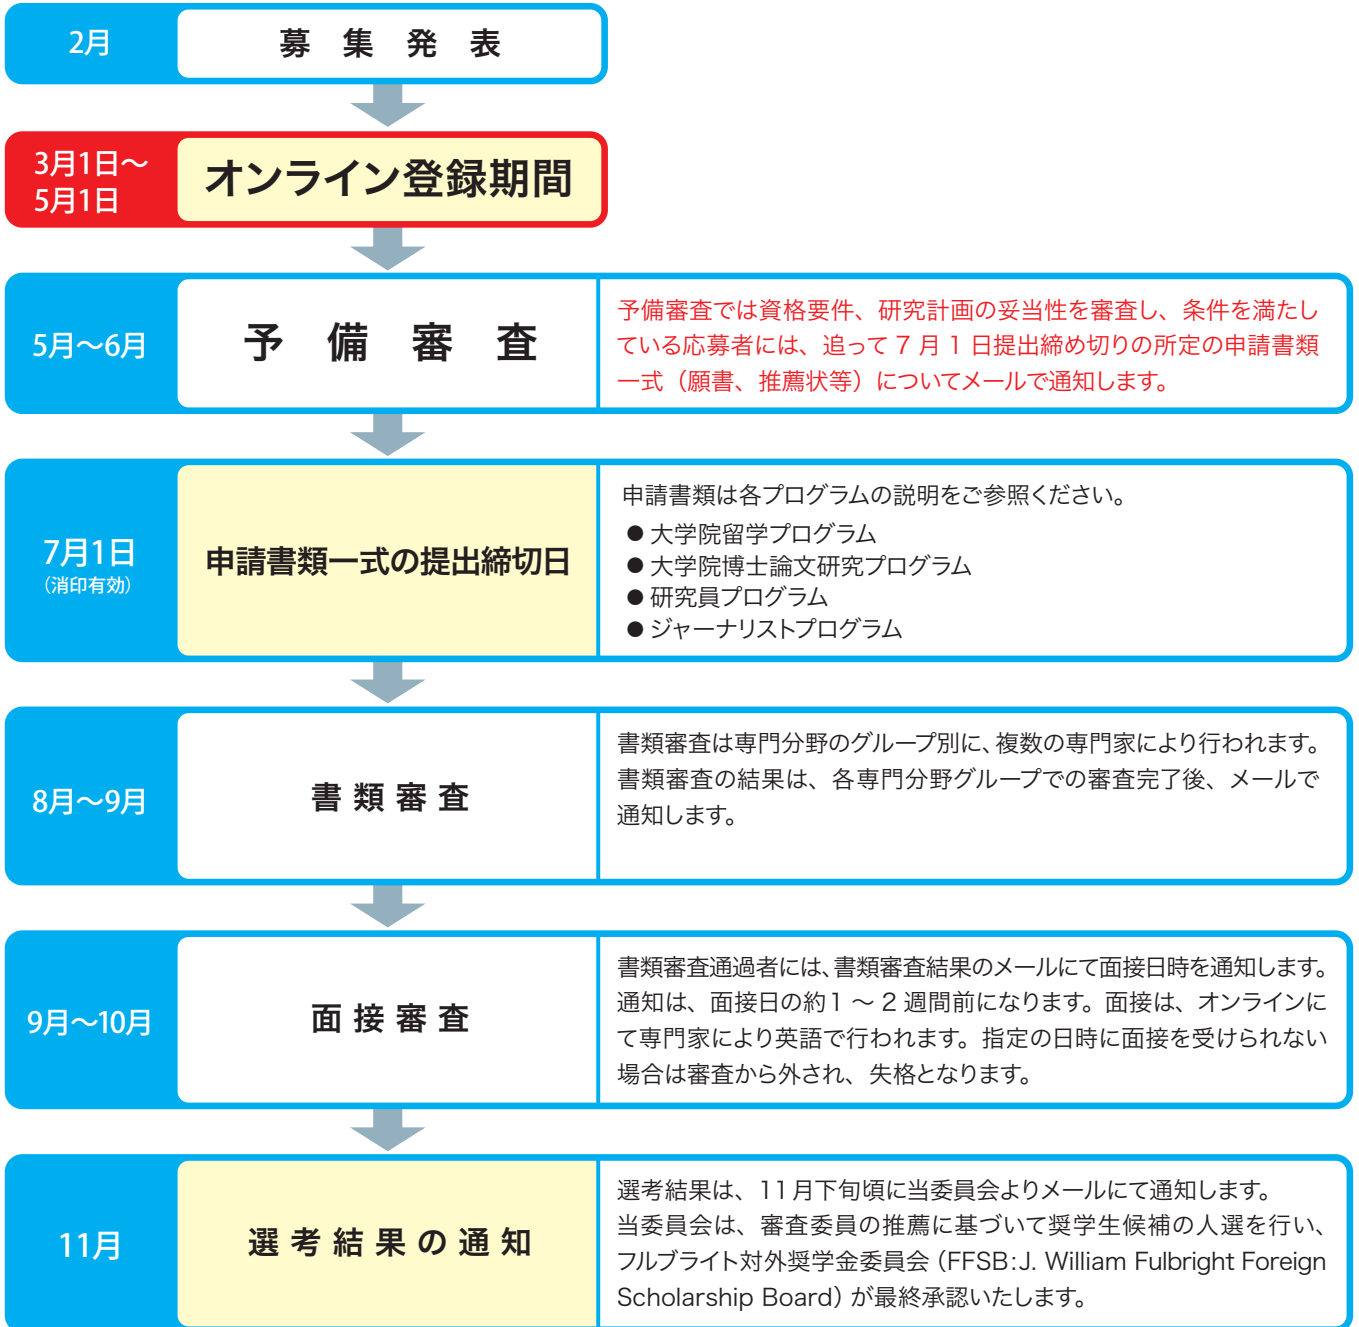 2月
募集発表
3月1日〜
5月1日
オンライン登録期間
5月〜6月
予備審査
予備審査では資格要件、研究計画の妥当性を審査し、条件を満たし
ている応募者には、追って 7 月 1 日提出締め切りの所定の申請書類
一式（願書、推薦状等）についてメールで通知します。
7月1日
（消印有効）
申請書類一式の提出締切日
申請書類は各プログラムの説明をご参照ください。
● 大学院留学プログラム
● 大学院博士論文研究プログラム
● 研究員プログラム
● ジャーナリストプログラム
8月〜9月
書類審査
書類審査は専門分野のグループ別に、複数の専門家により行われます。
書類審査の結果は、各専門分野グループでの審査完了後、メールで
通知します。
9月〜10月
面接審査
書類審査通過者には、書類審査結果のメールにて面接日時を通知します。
通知は、面接日の約1 〜 2 週間前になります。面接は、オンラインに
て専門家により英語で行われます。指定の日時に面接を受けられない
場合は審査から外され、失格となります。
11月
選考結果の通知
選考結果は、11月下旬頃に当委員会よりメールにて通知します。
当委員会は、審査委員の推薦に基づいて奨学生候補の人選を行い、
フルブライト対外奨学金委員会（FFSB:J. William Fulbright Foreign
Scholarship Board）が最終承認いたします。